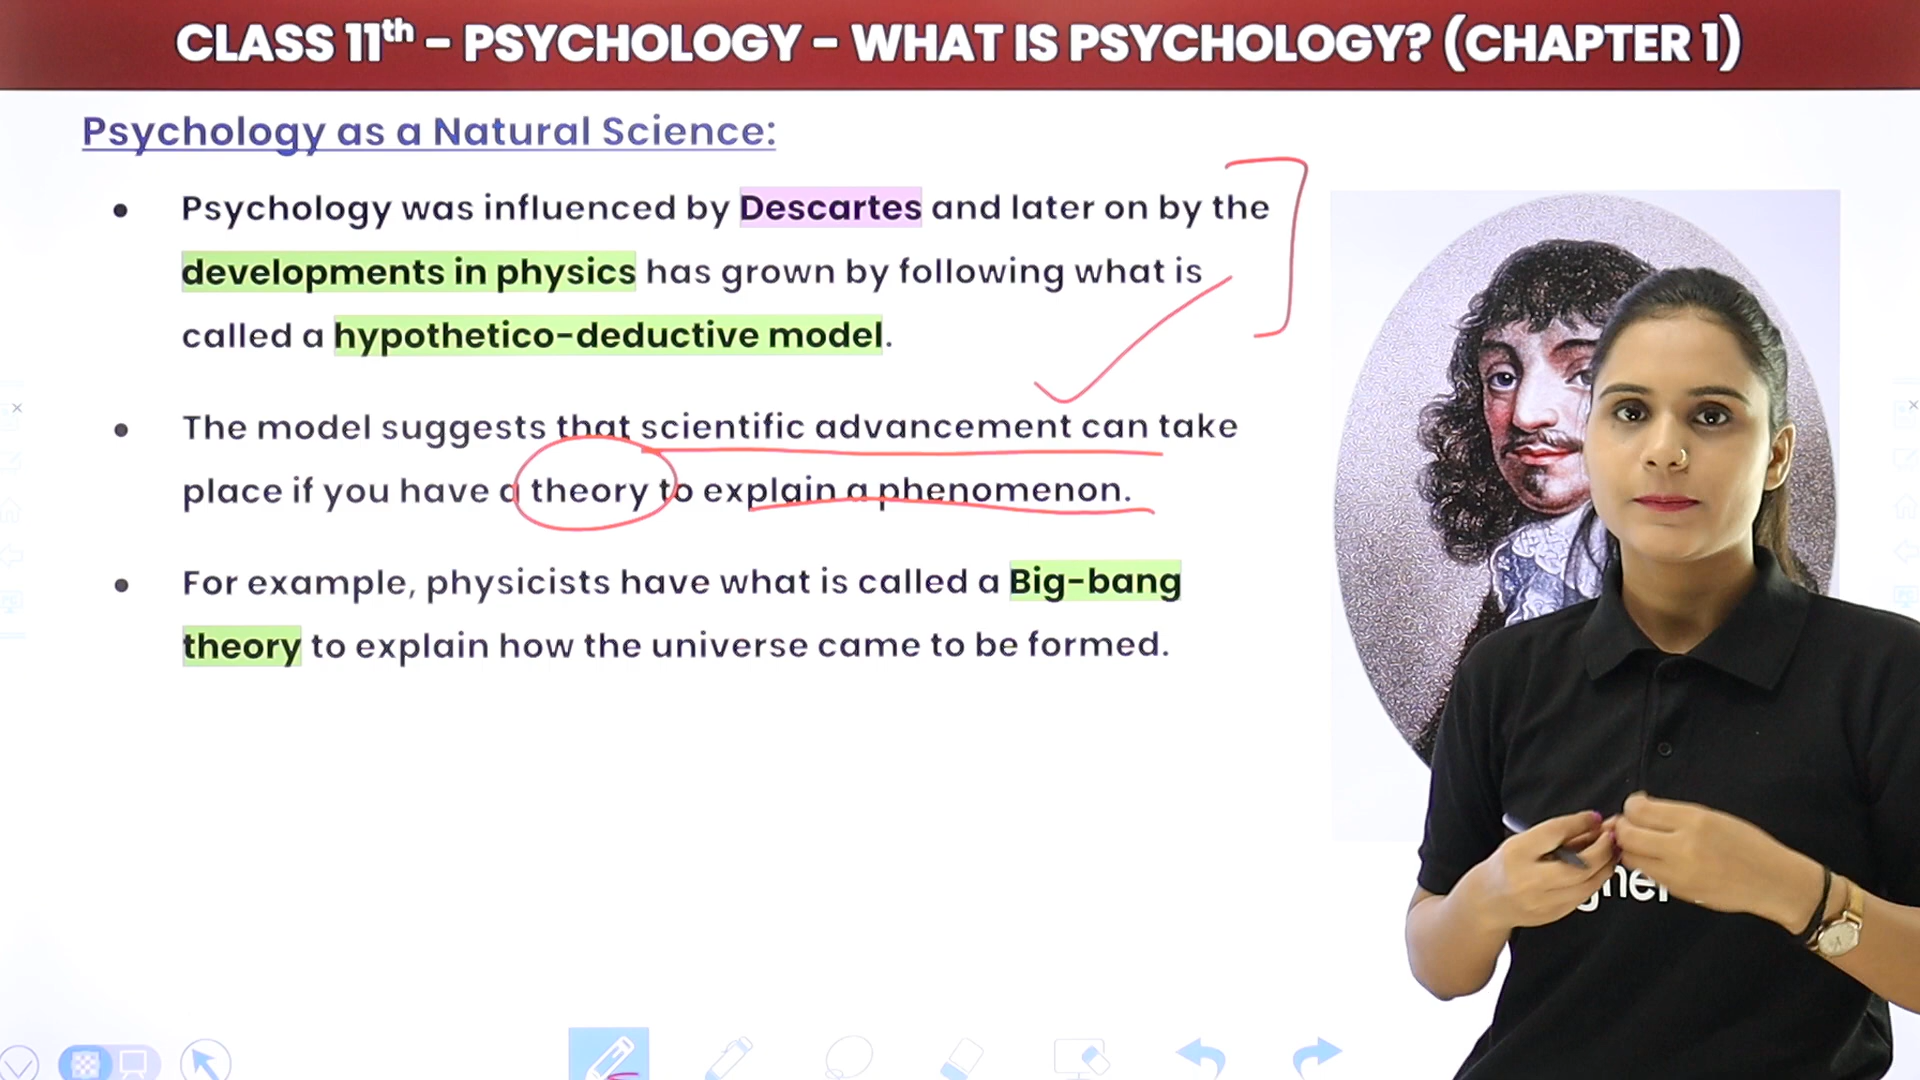 CLASS 11th – PSYCHOLOGY – WHAT IS PSYCHOLOGY? (CHAPTER 1)
Psychology as a Natural Science:
• Psychology was influenced by Descartes and later on by the
developments in physics has grown by following what is
called a hypothetico-deductive model.
• The model suggests that scientific advancement can take
place if you have a theory to explain a phenomenon.
• For example, physicists have what is called a Big-bang
theory to explain how the universe came to be formed.